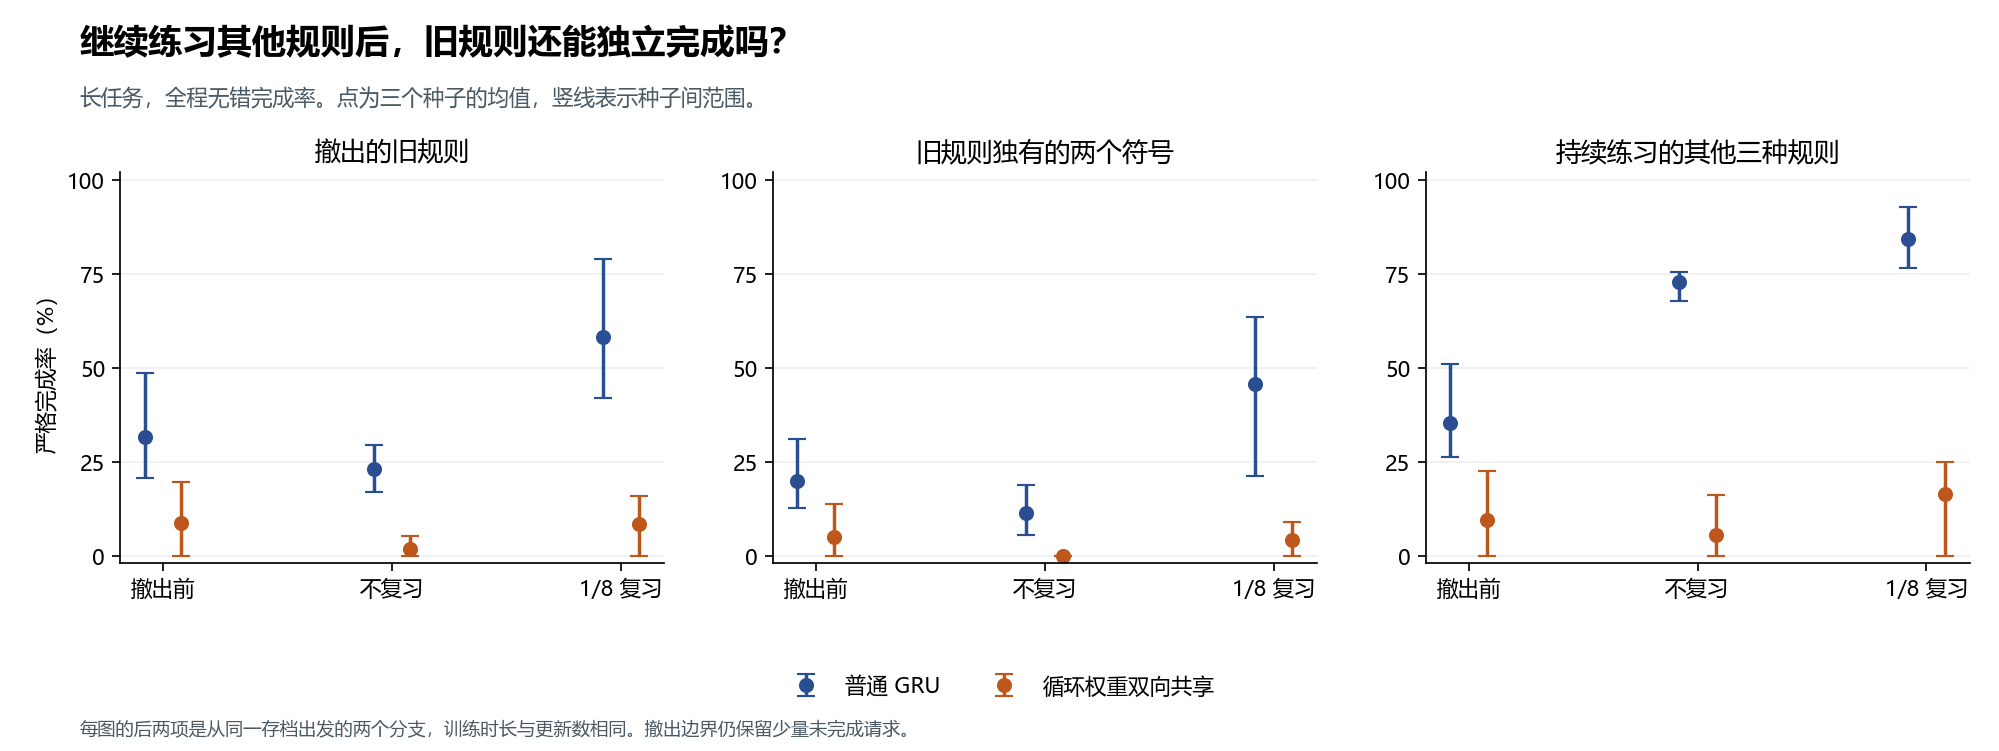 继续练习其他规则后，旧规则还能独立完成吗？
长任务，全程无错完成率。点为三个种子的均值，竖线表示种子间范围。
撤出的旧规则
旧规则独有的两个符号
持续练习的其他三种规则
严格完成率（%）
100
75
50
25
0
撤出前
不复习
1/8 复习
100
75
50
25
0
撤出前
不复习
1/8 复习
100
75
50
25
0
撤出前
不复习
1/8 复习
普通 GRU
循环权重双向共享
每图的后两项是从同一存档出发的两个分支，训练时长与更新数相同。撤出边界仍保留少量未完成请求。